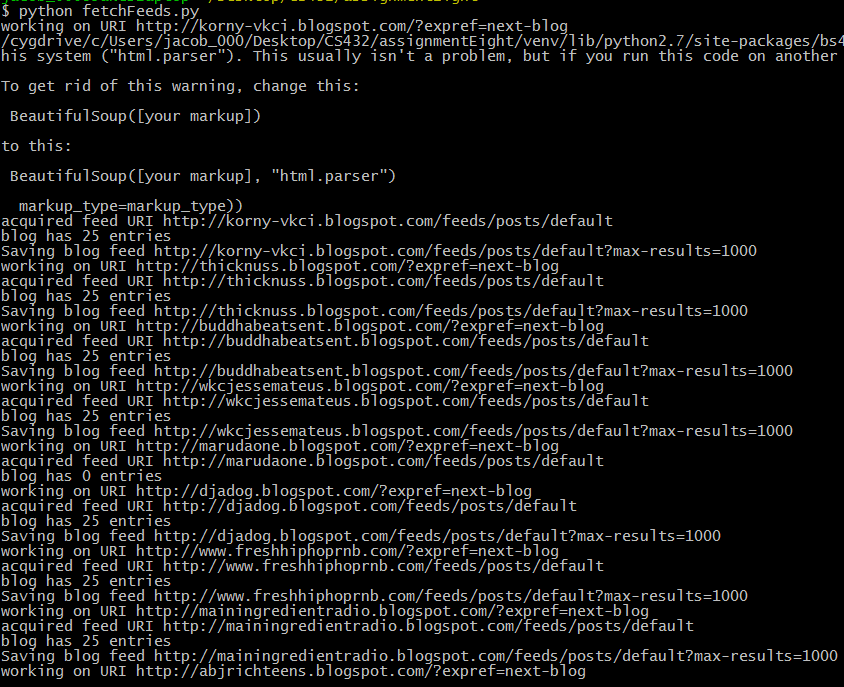 $ python fetchFeeds.py
working on URI http://korny-vkci.blogspot.com/?expref=next-blog
/cygdrive/c/Users/jacob_000/Desktop/CS432/assignmentEight/venv/lib/python2.7/site-packages/bs4
his system ("html.parser"). This usually isn't a problem, but if you run this code on another
To get rid of this warning, change this:
BeautifulSoup([your markup])
to this:
BeautifulSoup([your markup], "html.parser")
markup_type=markup_type))
acquired feed URI http://korny-vkci.blogspot.com/feeds/posts/default
blog has 25 entries
Saving blog feed http://korny-vkci.blogspot.com/feeds/posts/default?max-results=1000
working on URI http://thicknuss.blogspot.com/?expref=next-blog
acquired feed URI http://thicknuss.blogspot.com/feeds/posts/default
blog has 25 entries
Saving blog feed http://thicknuss.blogspot.com/feeds/posts/default?max-results=1000
working on URI http://buddhabeatsent.blogspot.com/?expref=next-blog
acquired feed URI http://buddhabeatsent.blogspot.com/feeds/posts/default
blog has 25 entries
Saving blog feed http://buddhabeatsent.blogspot.com/feeds/posts/default?max-results=1000
working on URI http://wkcjessemateus.blogspot.com/?expref=next-blog
acquired feed URI http://wkcjessemateus.blogspot.com/feeds/posts/default
blog has 25 entries
Saving blog feed http://wkcjessemateus.blogspot.com/feeds/posts/default?max-results=1000
working on URI http://marudaone.blogspot.com/?expref=next-blog
acquired feed URI http://marudaone.blogspot.com/feeds/posts/default
blog has 0 entries
working on URI http://djadog.blogspot.com/?expref=next-blog
acquired feed URI http://djadog.blogspot.com/feeds/posts/default
blog has 25 entries
Saving blog feed http://djadog.blogspot.com/feeds/posts/default?max-results=1000
working on URI http://www.freshhiphoprnb.com/?expref=next-blog
acquired feed URI http://www.freshhiphoprnb.com/feeds/posts/default
blog has 25 entries
Saving blog feed http://www.freshhiphoprnb.com/feeds/posts/default?max-results=1000
working on URI http://mainingredientradio.blogspot.com/?expref=next-blog
acquired feed URI http://mainingredientradio.blogspot.com/feeds/posts/default
blog has 25 entries
Saving blog feed http://mainingredientradio.blogspot.com/feeds/posts/default?max-results=1000
working on URI http://abjrichteens.blogspot.com/?expref=next-blog